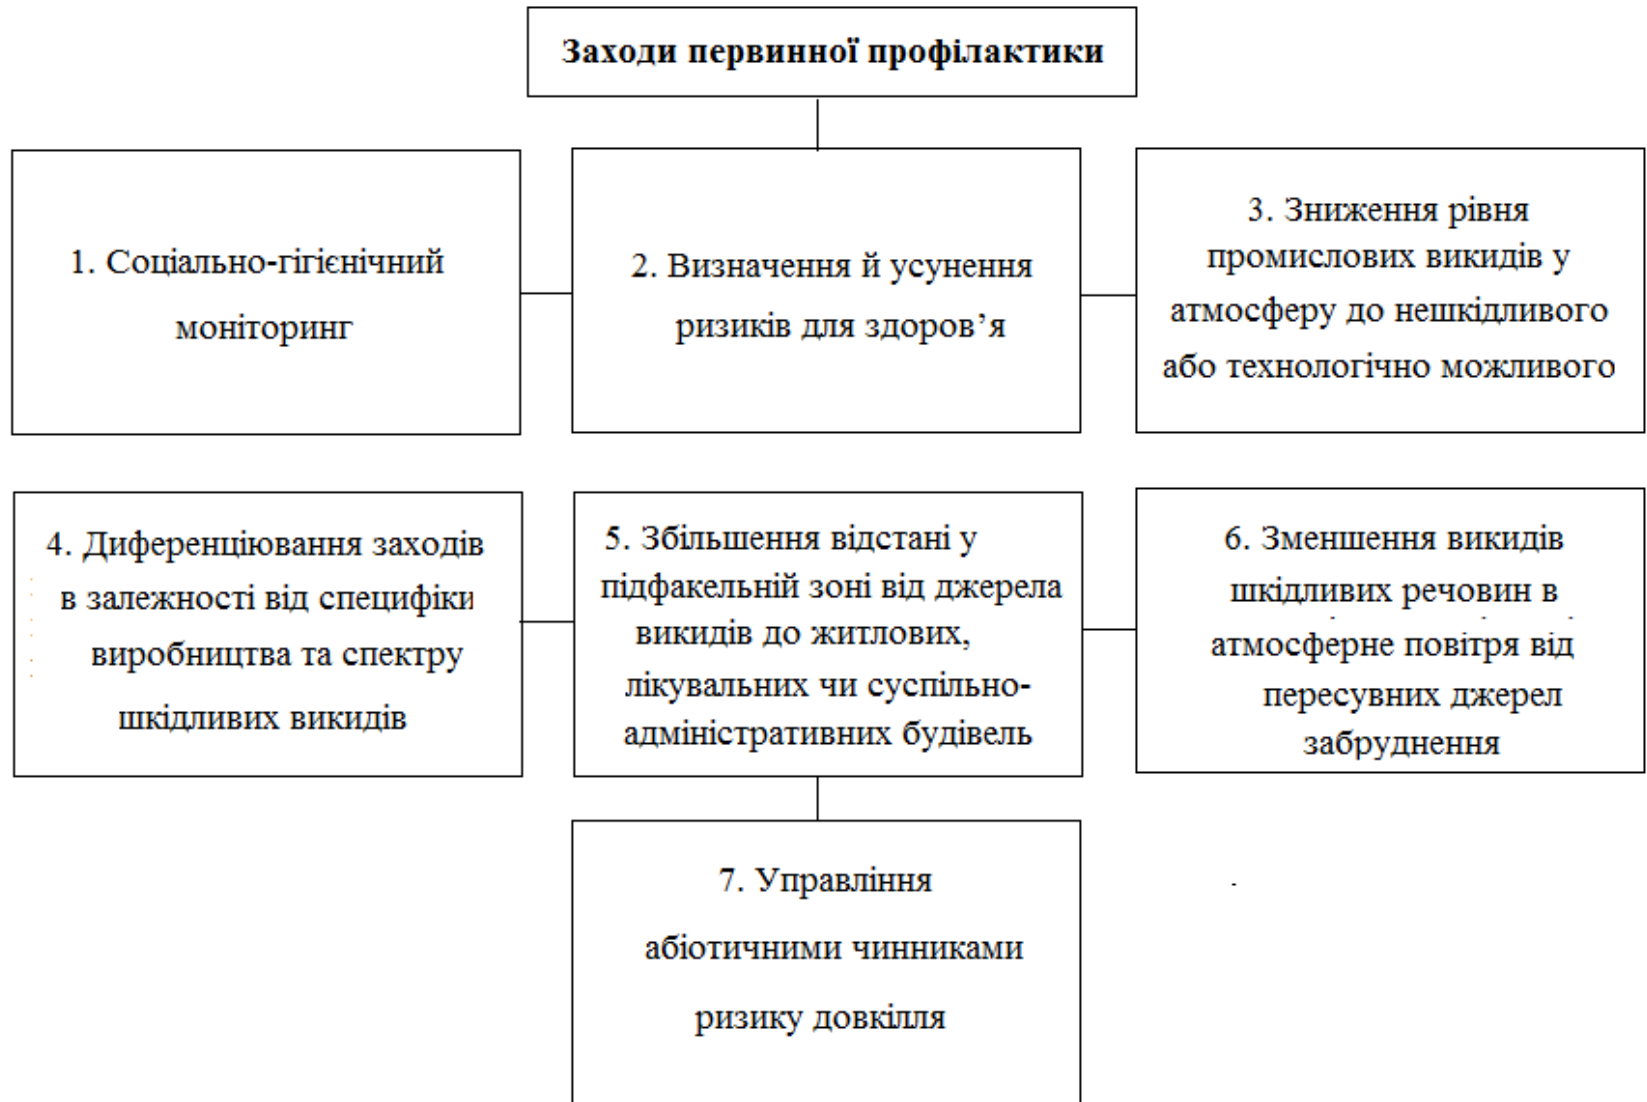 Заходи первинної профілактики
1. Соціально-гігієнічний
моніторинг
2. Визначення й усунення
ризиків для здоров’я
3. Зниження рівня
промислових викидів у
атмосферу до нешкідливого
або технологічно можливого
4. Диференціювання заходів
в залежності від специфіки
виробництва та спектру
шкідливих викидів
5. Збільшення відстані у
підфакельній зоні від джерела
викидів до житлових,
лікувальних чи суспільно-
адміністративних будівель
6. Зменшення викидів
шкідливих речовин в
атмосферне повітря від
пересувних джерел
забруднення
7. Управління
абіотичними чинниками
ризику довкілля